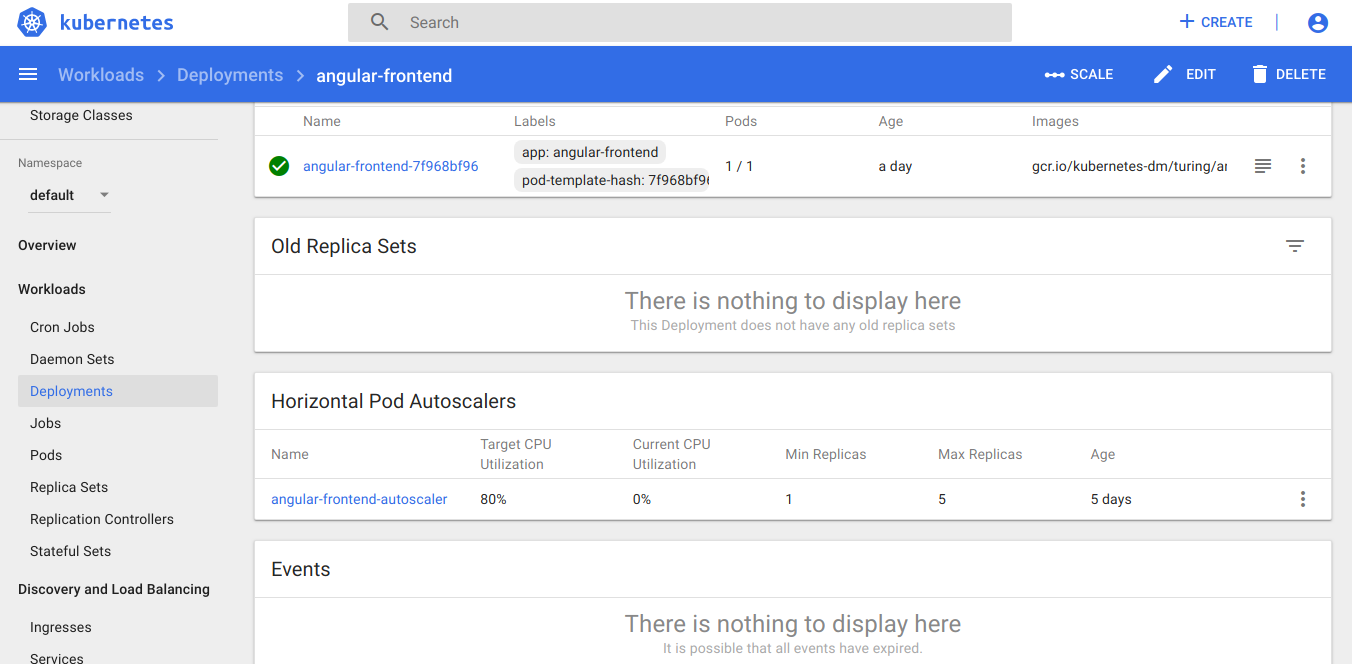 kubernetes
Search
CREATE
Workloads > Deployments > angular-frontend
SCALE
EDIT
DELETE
Storage Classes
Namespace
default
Overview
Workloads
Cron Jobs
Daemon Sets
Deployments
Jobs
Pods
Replica Sets
Replication Controllers
Stateful Sets
Discovery and Load Balancing
Ingresses
Services
Name Labels Pods Age Images
angular-frontend-7f968bf96
app: angular-frontend
pod-template-hash: 7f968bf96
1 / 1
a day
gcr.io/kubernetes-dm/turing/ar
Old Replica Sets
There is nothing to display here
This Deployment does not have any old replica sets
Horizontal Pod Autoscalers
Name
Target CPU
Utilization
Current CPU
Utilization
Min Replicas
Max Replicas
Age
angular-frontend-autoscaler 80% 0% 1 5 5 days
Events
There is nothing to display here
It is possible that all events have expired.